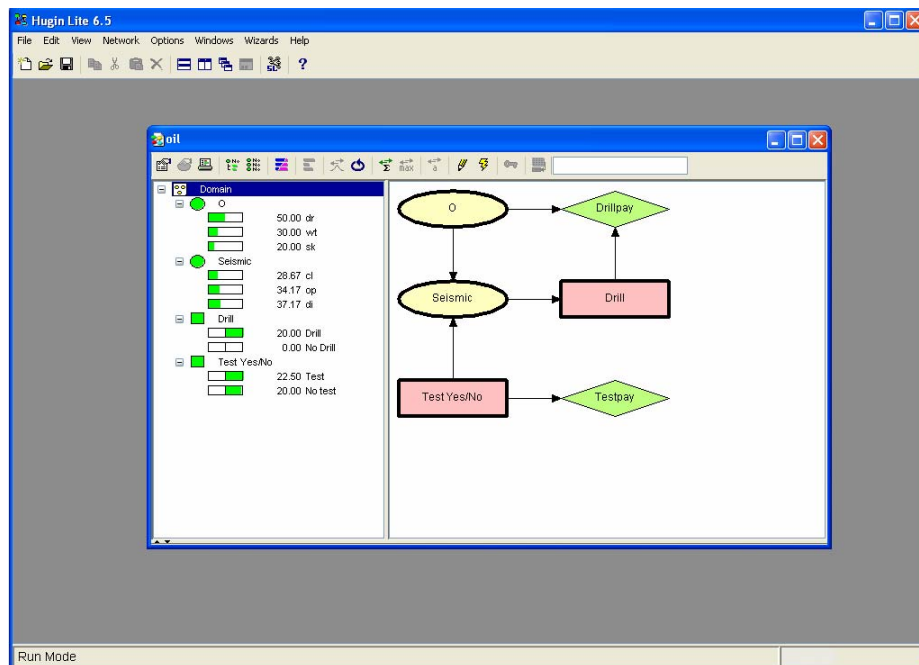 Hugin Lite 6.5
File Edit View Network Options Windows Wizards Help
?
oil
Σ max a
Domain
O
50.00 dr
30.00 wt
20.00 sk
Seismic
28.67 cl
34.17 op
37.17 di
Drill
20.00 Drill
0.00 No Drill
Test Yes/No
22.50 Test
20.00 No test
O Drillpay
Seismic Drill
Test Yes/No Testpay
Run Mode